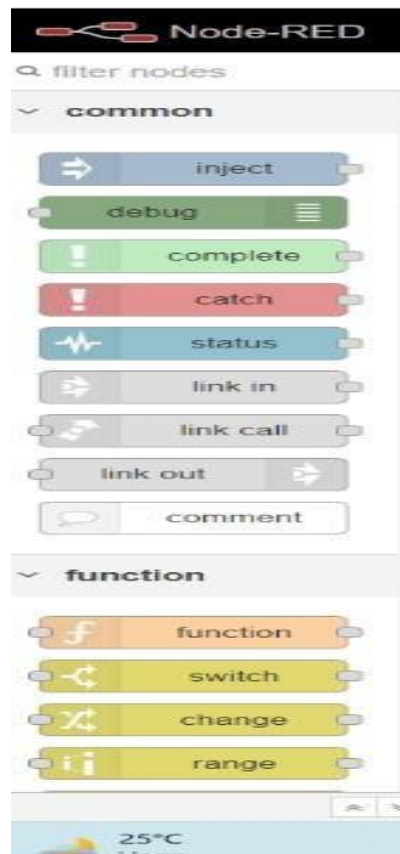 Node-RED
filter nodes
common
inject
debug
complete
catch
status
link in
link call
link out
comment
function
function
switch
change
range
25°C